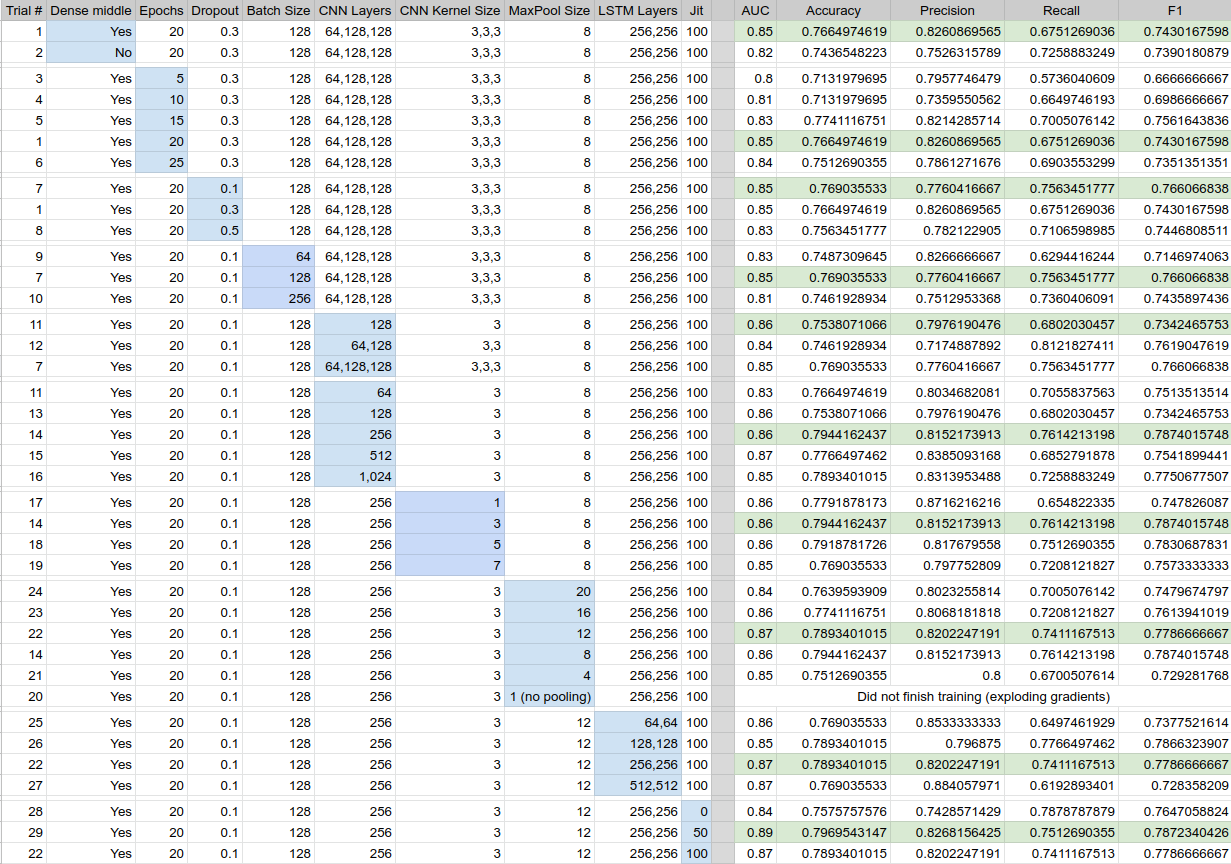 Trial # Dense middle Epochs Dropout Batch Size CNN Layers CNN Kernel Size MaxPool Size LSTM Layers Jit AUC Accuracy Precision Recall F1
1 Yes 20 0.3 128 64,128,128 3,3,3 8 256,256 100 0.85 0.7664974619 0.8260869565 0.6751269036 0.7430167598
2 No 20 0.3 128 64,128,128 3,3,3 8 256,256 100 0.82 0.7436548223 0.7526315789 0.7258883249 0.7390180879
3 Yes 5 0.3 128 64,128,128 3,3,3 8 256,256 100 0.8 0.7131979695 0.7957746479 0.5736040609 0.6666666667
4 Yes 10 0.3 128 64,128,128 3,3,3 8 256,256 100 0.81 0.7131979695 0.7359550562 0.6649746193 0.6986666667
5 Yes 15 0.3 128 64,128,128 3,3,3 8 256,256 100 0.83 0.7741116751 0.8214285714 0.7005076142 0.7561643836
1 Yes 20 0.3 128 64,128,128 3,3,3 8 256,256 100 0.85 0.7664974619 0.8260869565 0.6751269036 0.7430167598
6 Yes 25 0.3 128 64,128,128 3,3,3 8 256,256 100 0.84 0.7512690355 0.7861271676 0.6903553299 0.7351351351
7 Yes 20 0.1 128 64,128,128 3,3,3 8 256,256 100 0.85 0.769035533 0.7760416667 0.7563451777 0.766066838
1 Yes 20 0.3 128 64,128,128 3,3,3 8 256,256 100 0.85 0.7664974619 0.8260869565 0.6751269036 0.7430167598
8 Yes 20 0.5 128 64,128,128 3,3,3 8 256,256 100 0.83 0.7563451777 0.782122905 0.7106598985 0.7446808511
9 Yes 20 0.1 64 64,128,128 3,3,3 8 256,256 100 0.83 0.7487309645 0.8266666667 0.6294416244 0.7146974063
7 Yes 20 0.1 128 64,128,128 3,3,3 8 256,256 100 0.85 0.769035533 0.7760416667 0.7563451777 0.766066838
10 Yes 20 0.1 256 64,128,128 3,3,3 8 256,256 100 0.81 0.7461928934 0.7512953368 0.7360406091 0.7435897436
11 Yes 20 0.1 128 128 3 8 256,256 100 0.86 0.7538071066 0.7976190476 0.6802030457 0.7342465753
12 Yes 20 0.1 128 64,128 3,3 8 256,256 100 0.84 0.7461928934 0.7174887892 0.8121827411 0.7619047619
7 Yes 20 0.1 128 64,128,128 3,3,3 8 256,256 100 0.85 0.769035533 0.7760416667 0.7563451777 0.766066838
11 Yes 20 0.1 128 64 3 8 256,256 100 0.83 0.7664974619 0.8034682081 0.7055837563 0.7513513514
13 Yes 20 0.1 128 128 3 8 256,256 100 0.86 0.7538071066 0.7976190476 0.6802030457 0.7342465753
14 Yes 20 0.1 128 256 3 8 256,256 100 0.86 0.7944162437 0.8152173913 0.7614213198 0.7874015748
15 Yes 20 0.1 128 512 3 8 256,256 100 0.87 0.7766497462 0.8385093168 0.6852791878 0.7541899441
16 Yes 20 0.1 128 1,024 3 8 256,256 100 0.85 0.7893401015 0.8313953488 0.7258883249 0.7750677507
17 Yes 20 0.1 128 256 1 8 256,256 100 0.86 0.7791878173 0.8716216216 0.654822335 0.747826087
14 Yes 20 0.1 128 256 3 8 256,256 100 0.86 0.7944162437 0.8152173913 0.7614213198 0.7874015748
18 Yes 20 0.1 128 256 5 8 256,256 100 0.86 0.7918781726 0.817679558 0.7512690355 0.7830687831
19 Yes 20 0.1 128 256 7 8 256,256 100 0.85 0.769035533 0.797752809 0.7208121827 0.7573333333
24 Yes 20 0.1 128 256 3 20 256,256 100 0.84 0.7639593909 0.8023255814 0.7005076142 0.7479674797
23 Yes 20 0.1 128 256 3 16 256,256 100 0.86 0.7741116751 0.8068181818 0.7208121827 0.7613941019
22 Yes 20 0.1 128 256 3 12 256,256 100 0.87 0.7893401015 0.8202247191 0.7411167513 0.7786666667
14 Yes 20 0.1 128 256 3 8 256,256 100 0.86 0.7944162437 0.8152173913 0.7614213198 0.7874015748
21 Yes 20 0.1 128 256 3 4 256,256 100 0.85 0.7512690355 0.8 0.6700507614 0.729281768
20 Yes 20 0.1 128 256 3 1 (no pooling) 256,256 100 Did not finish training (exploding gradients)
25 Yes 20 0.1 128 256 3 12 64,64 100 0.86 0.769035533 0.8533333333 0.6497461929 0.7377521614
26 Yes 20 0.1 128 256 3 12 128,128 100 0.85 0.7893401015 0.796875 0.7766497462 0.7866323907
22 Yes 20 0.1 128 256 3 12 256,256 100 0.87 0.7893401015 0.8202247191 0.7411167513 0.7786666667
27 Yes 20 0.1 128 256 3 12 512,512 100 0.87 0.769035533 0.884057971 0.6192893401 0.728358209
28 Yes 20 0.1 128 256 3 12 256,256 0 0.84 0.7575757576 0.7428571429 0.7878787879 0.7647058824
29 Yes 20 0.1 128 256 3 12 256,256 50 0.89 0.7969543147 0.8268156425 0.7512690355 0.7872340426
22 Yes 20 0.1 128 256 3 12 256,256 100 0.87 0.7893401015 0.8202247191 0.7411167513 0.7786666667